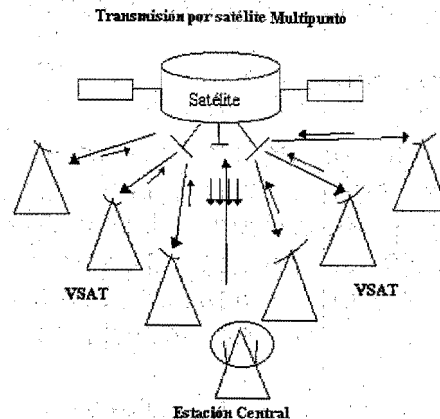 Transmisión por satélite Multipunto
Satélite
VSAT
VSAT
Estación Central